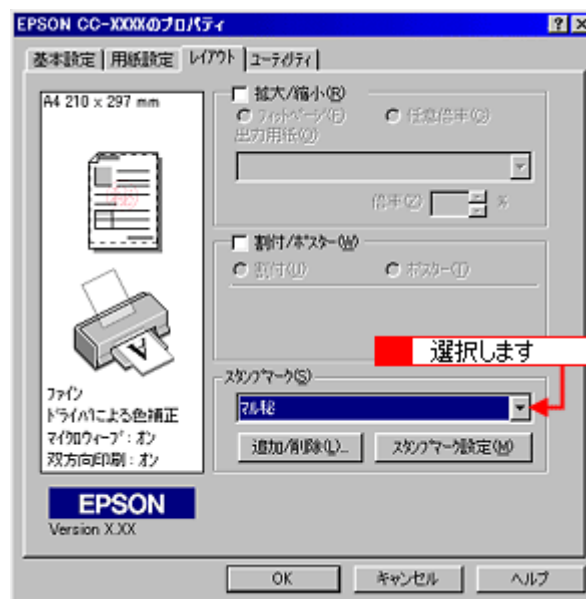 EPSON CC-XXXXのプロパティ
基本設定 用紙設定 レイアウト ユーティリティ
A4 210 x 297 mm
拡大/縮小(R)
フィットページ(F) 任意倍率(C)
出力用紙(O)
倍率(Z) %
割付/ポスター(W)
割付(U) ポスター(T)
選択します
スタンプマーク(S)
マル秘
追加/削除(L)... スタンプマーク設定(M)
ファイン
ドライバによる色補正
マイクロウィーブ：オン
双方向印刷：オン
EPSON
Version X.XX
OK キャンセル ヘルプ